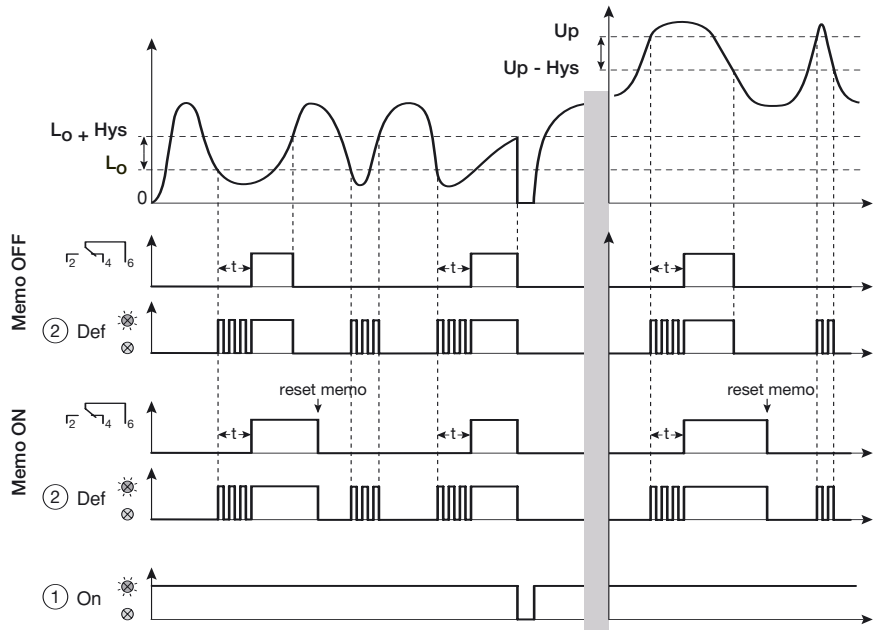 Up
Up - Hys
Lo + Hys
Lo
0
Memo OFF
2 4 6
t t t
2 Def
reset memo reset memo
Memo ON
2 4 6
t t t
2 Def
1 On